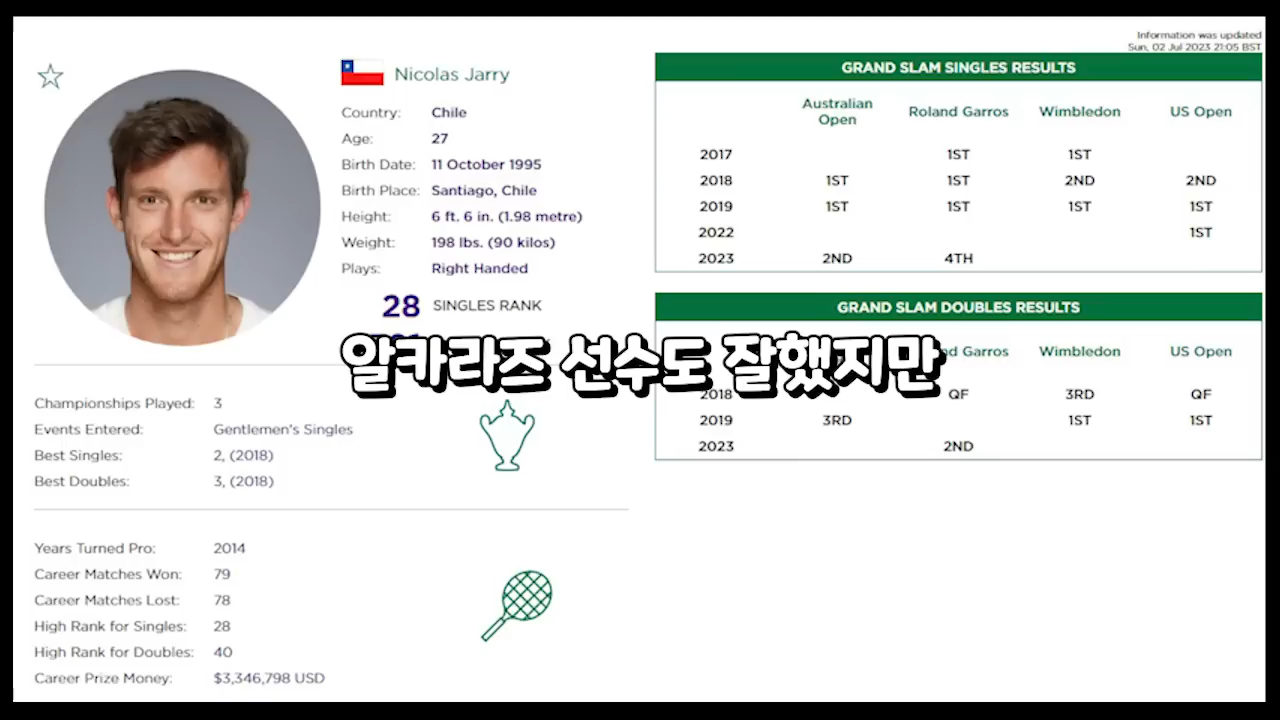 Information was updated
Sun, 02 Jul 2023 21:05 BST
Nicolas Jarry
Country: Chile
Age: 27
Birth Date: 11 October 1995
Birth Place: Santiago, Chile
Height: 6 ft. 6 in. (1.98 metre)
Weight: 198 lbs. (90 kilos)
Plays: Right Handed
28 SINGLES RANK
알카라즈 선수도 잘했지만
Championships Played: 3
Events Entered: Gentlemen's Singles
Best Singles: 2, (2018)
Best Doubles: 3, (2018)
Years Turned Pro: 2014
Career Matches Won: 79
Career Matches Lost: 78
High Rank for Singles: 28
High Rank for Doubles: 40
Career Prize Money: $3,346,798 USD
GRAND SLAM SINGLES RESULTS
Australian Open Roland Garros Wimbledon US Open
2017 1ST 1ST
2018 1ST 1ST 2ND 2ND
2019 1ST 1ST 1ST 1ST
2022 1ST
2023 2ND 4TH
GRAND SLAM DOUBLES RESULTS
Garros Wimbledon US Open
2018 QF 3RD QF
2019 3RD 1ST 1ST
2023 2ND